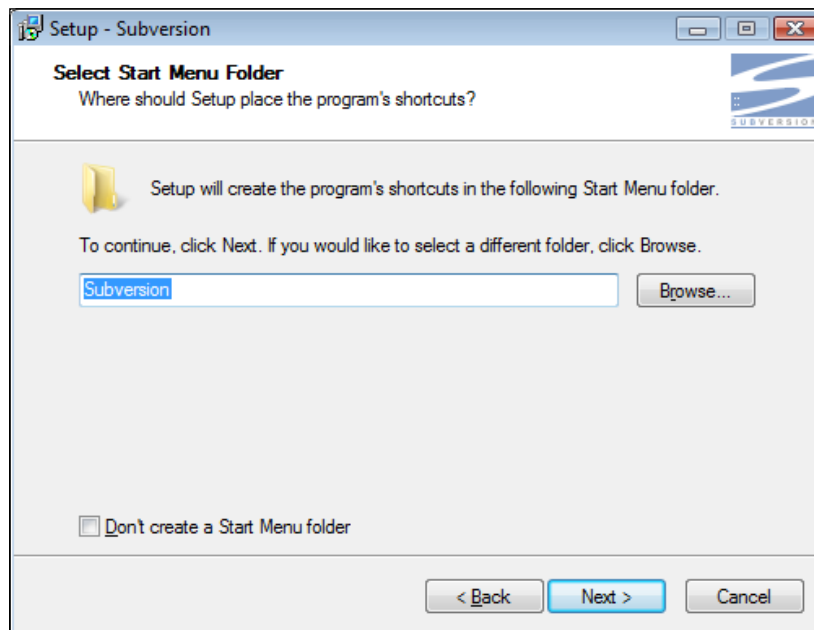 Setup - Subversion
Select Start Menu Folder
Where should Setup place the program's shortcuts?
SUBVERSION
Setup will create the program's shortcuts in the following Start Menu folder.
To continue, click Next. If you would like to select a different folder, click Browse.
Subversion
Browse...
Don't create a Start Menu folder
< Back
Next >
Cancel